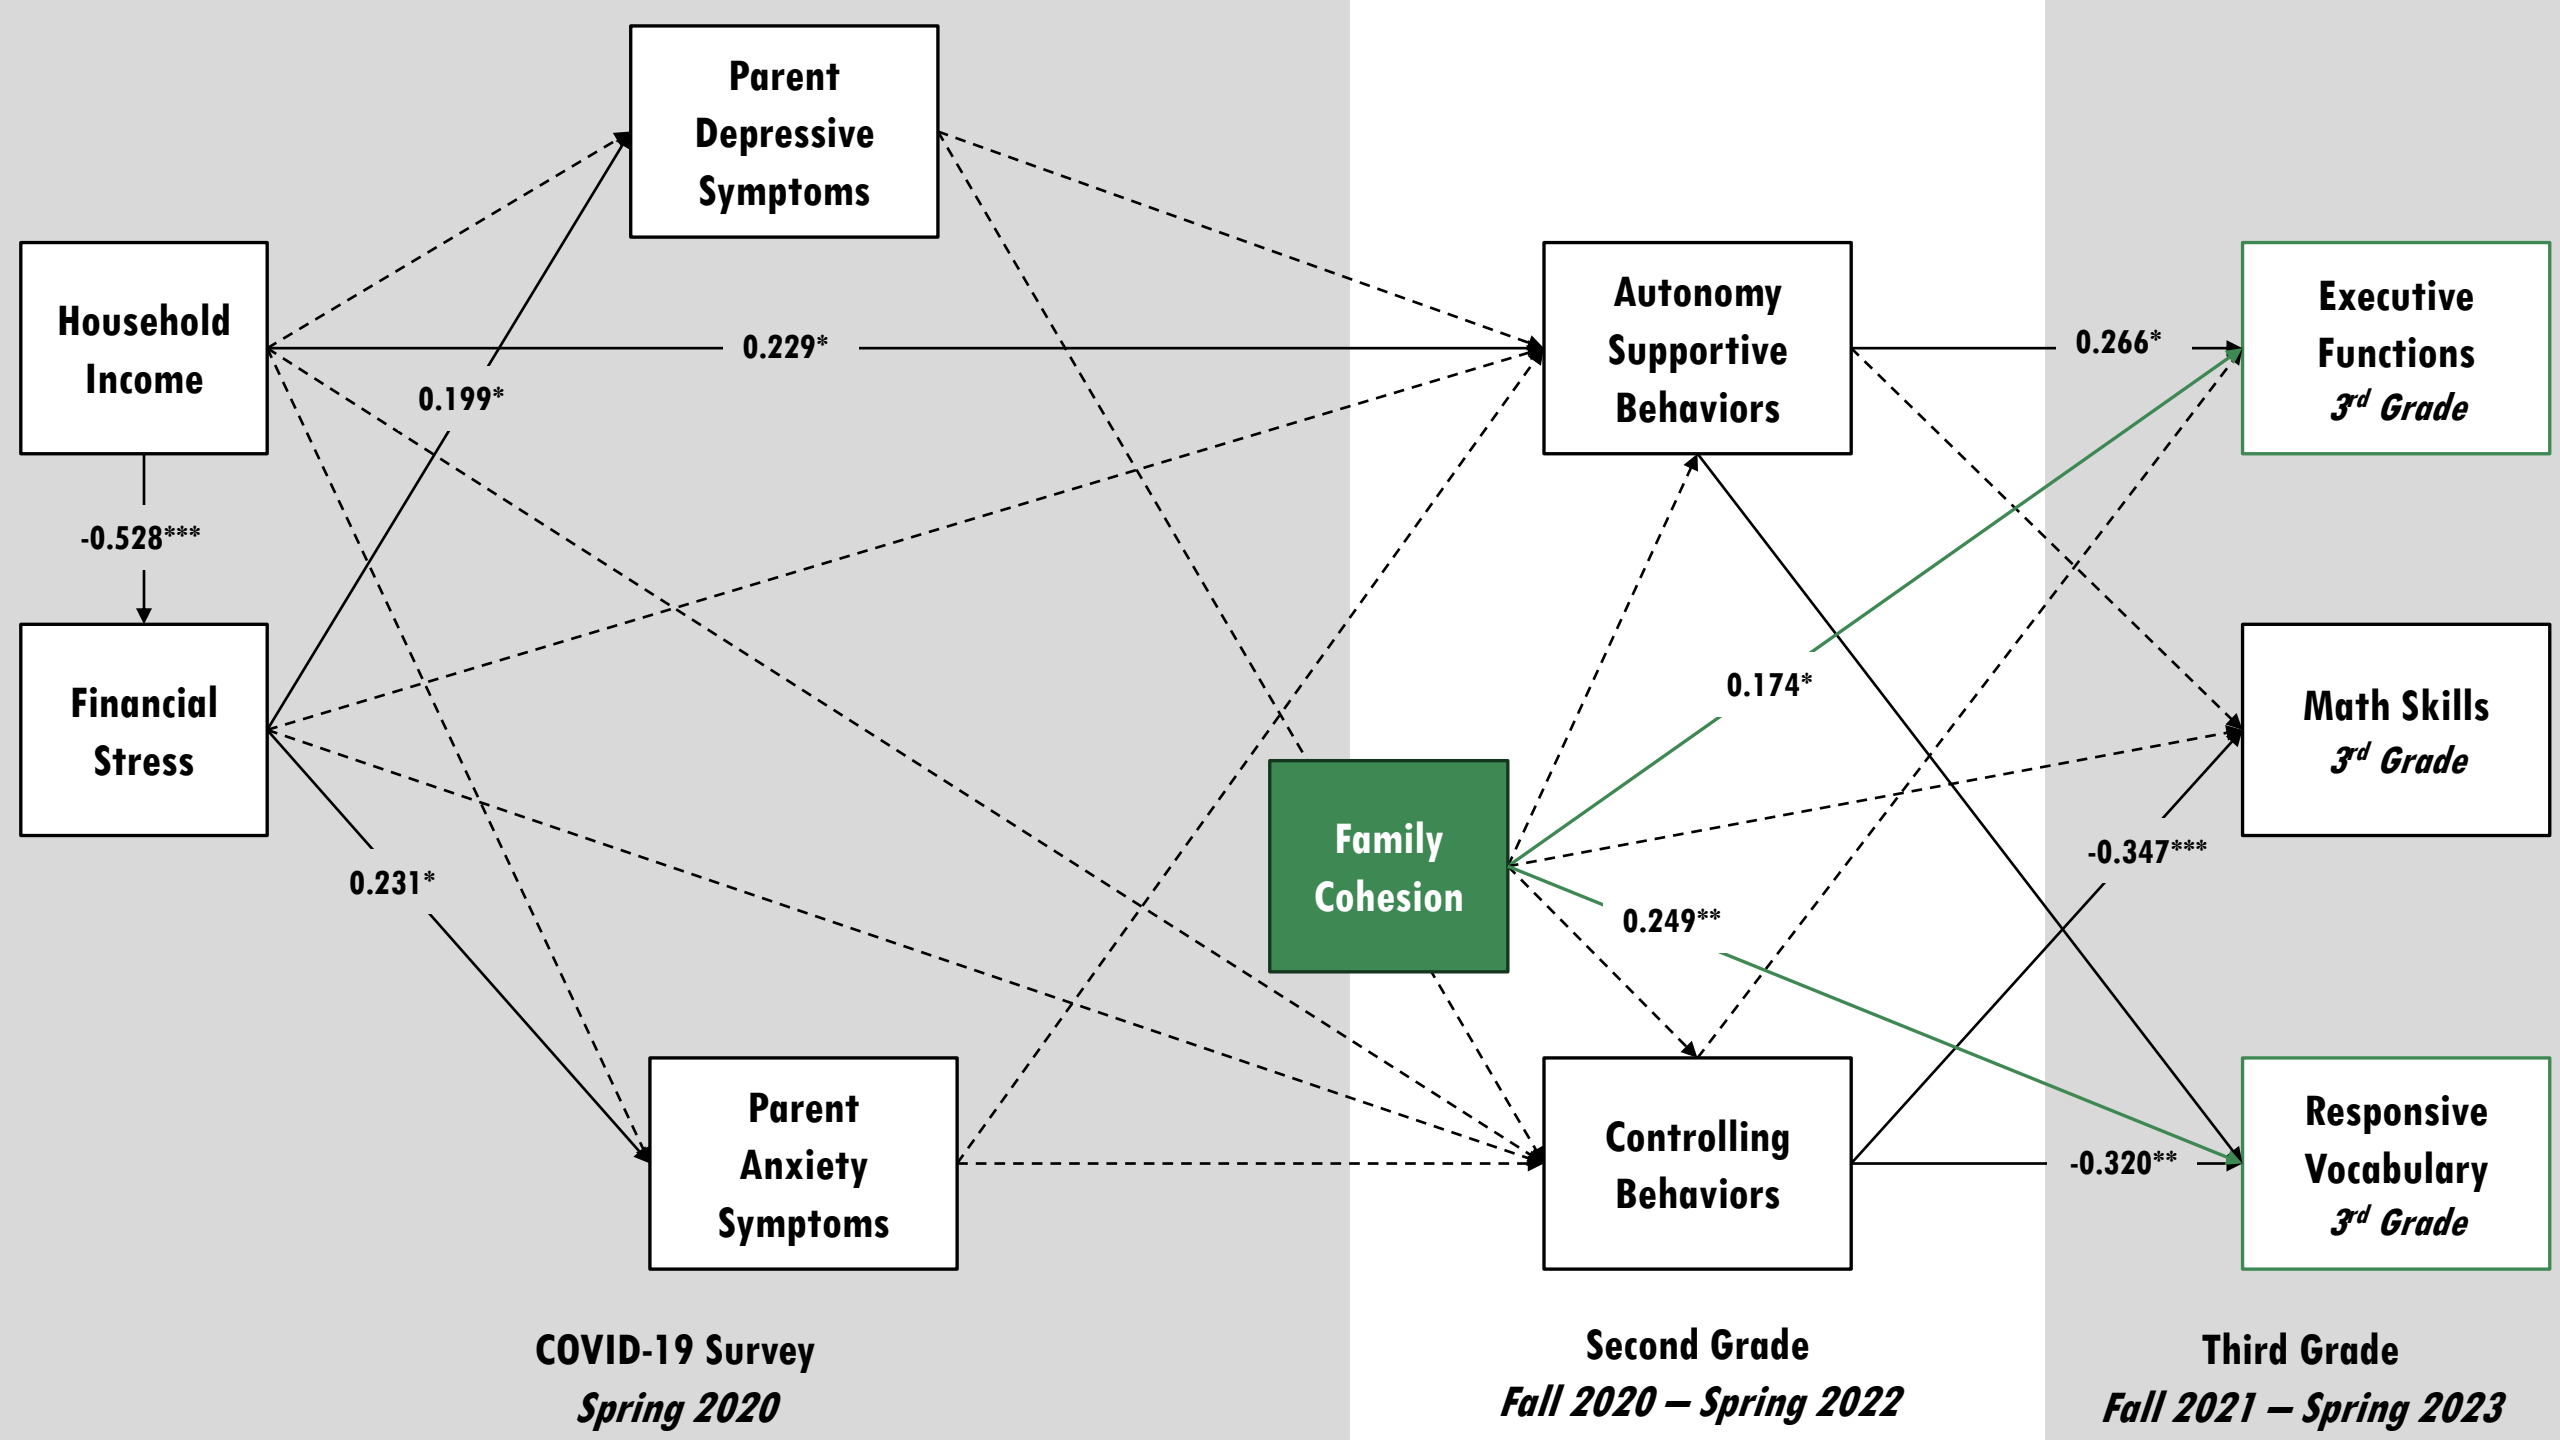 Parent
Depressive
Symptoms
Household
Income
0.229*
0.199*
-0.528***
Financial
Stress
0.231*
Parent
Anxiety
Symptoms
Autonomy
Supportive
Behaviors
0.266*
Executive
Functions
3rd Grade
0.174*
Math Skills
3rd Grade
Family
Cohesion
0.249**
-0.347***
Controlling
Behaviors
-0.320**
Responsive
Vocabulary
3rd Grade
COVID-19 Survey
Spring 2020
Second Grade
Fall 2020 – Spring 2022
Third Grade
Fall 2021 – Spring 2023